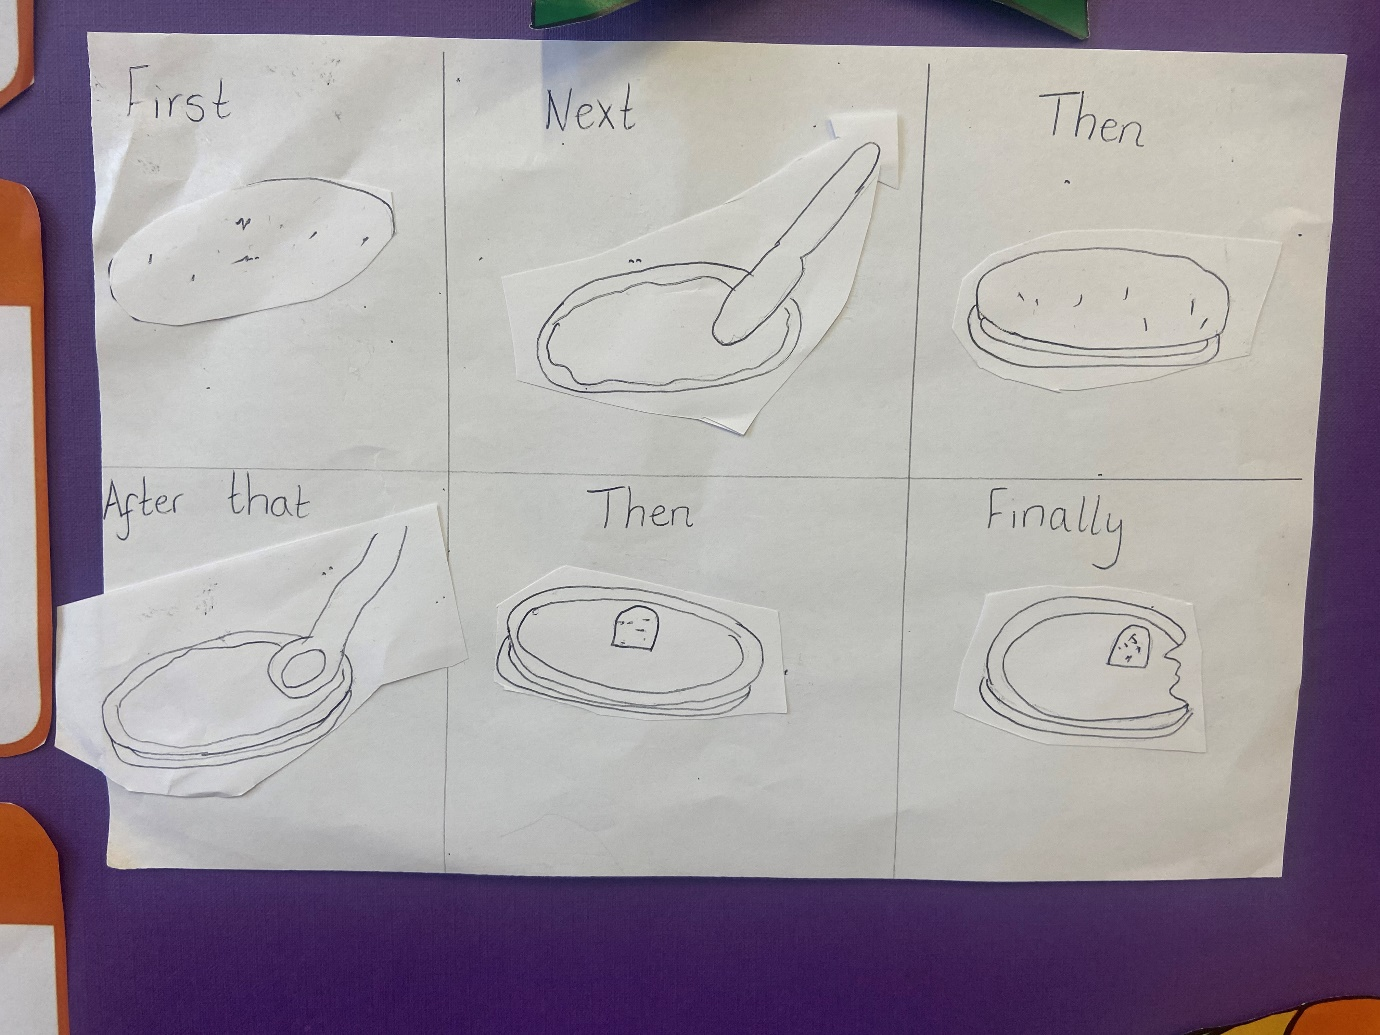 First
Next
Then
After that
Then
Finally